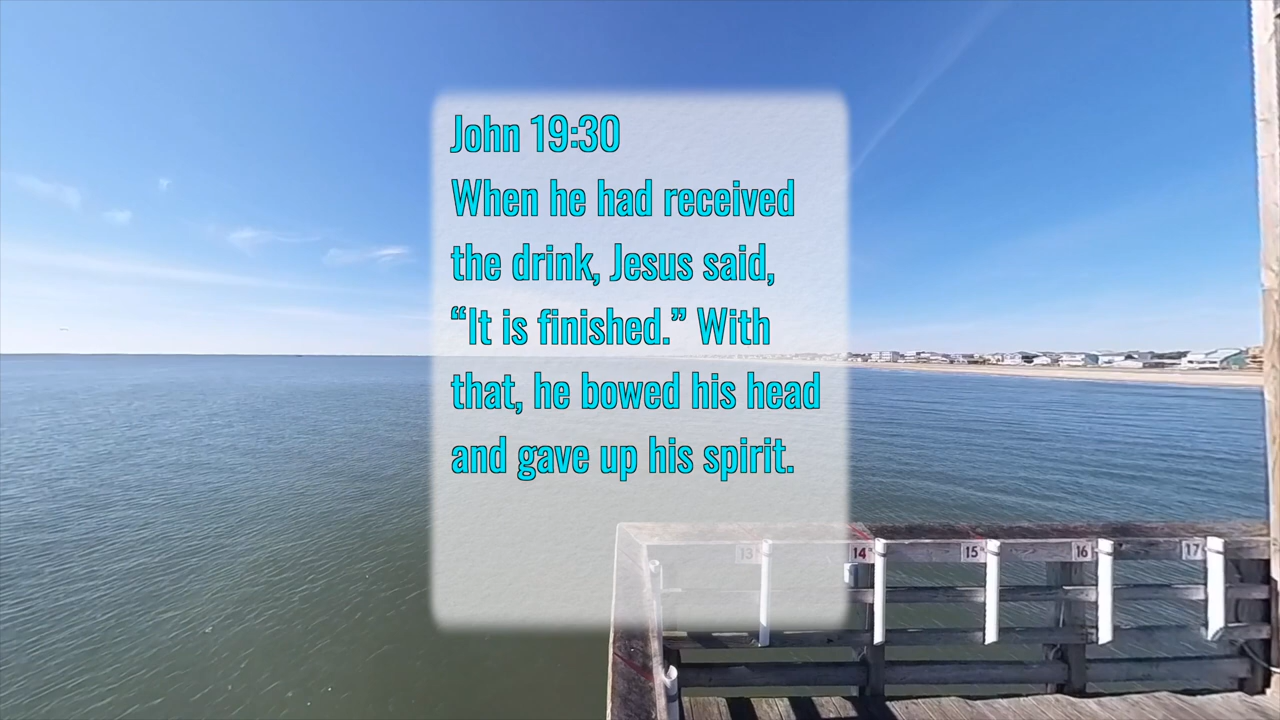 John 19:30
When he had received
the drink, Jesus said,
“It is finished.” With
that, he bowed his head
and gave up his spirit.
13 14 15 16 17